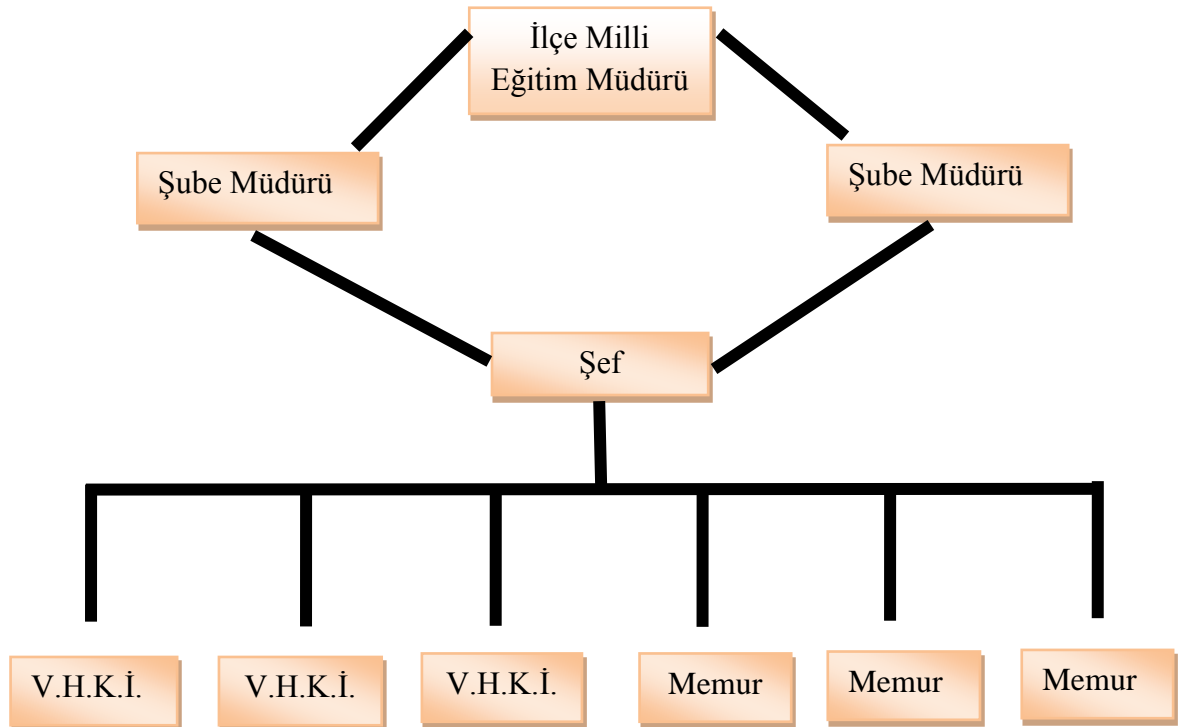 İlçe Milli
Eğitim Müdürü
Şube Müdürü
Şube Müdürü
Şef
V.H.K.İ.
V.H.K.İ.
V.H.K.İ.
Memur
Memur
Memur